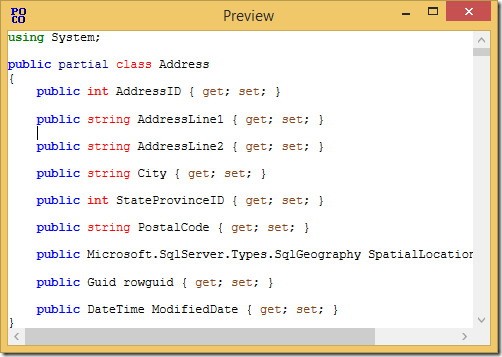 PO
CO
Preview
using System;
public partial class Address
{
public int AddressID { get; set; }
public string AddressLine1 { get; set; }
public string AddressLine2 { get; set; }
public string City { get; set; }
public int StateProvinceID { get; set; }
public string PostalCode { get; set; }
public Microsoft.SqlServer.Types.SqlGeography SpatialLocation
public Guid rowguid { get; set; }
public DateTime ModifiedDate { get; set; }
}